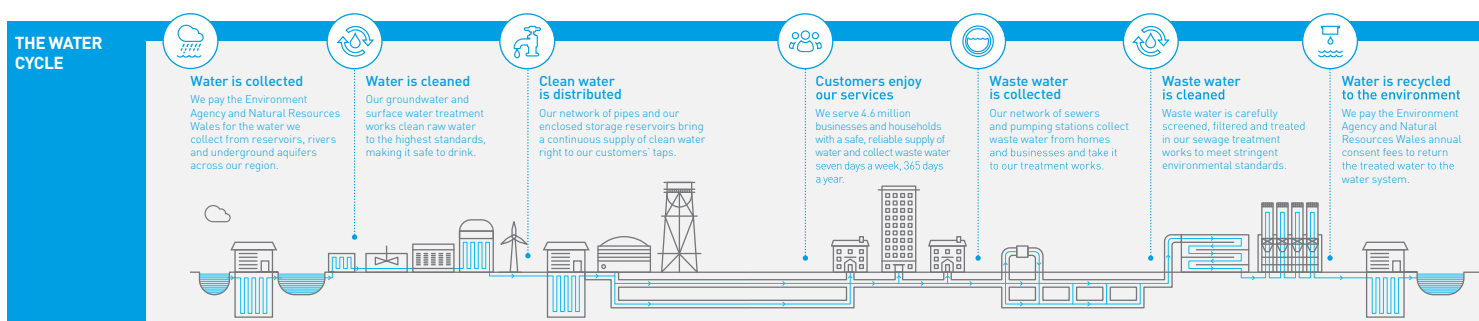 THE WATER
CYCLE
Water is collected
We pay the Environment
Agency and Natural Resources
Wales for the water we
collect from reservoirs, rivers
and underground aquifers
across our region.
Water is cleaned
Our groundwater and
surface water treatment
works clean raw water
to the highest standards,
making it safe to drink.
Clean water
is distributed
Our network of pipes and our
enclosed storage reservoirs bring
a continuous supply of clean water
right to our customers' taps.
Customers enjoy
our services
We serve 4.6 million
businesses and households
with a safe, reliable supply of
water and collect waste water
seven days a week, 365 days
a year.
Waste water
is collected
Our network of sewers
and pumping stations collect
waste water from homes
and businesses and take it
to our treatment works.
Waste water
is cleaned
Waste water is carefully
screened, filtered and treated
in our sewage treatment
works to meet stringent
environmental standards.
Water is recycled
to the environment
We pay the Environment
Agency and Natural
Resources Wales annual
consent fees to return
the treated water to the
water system.